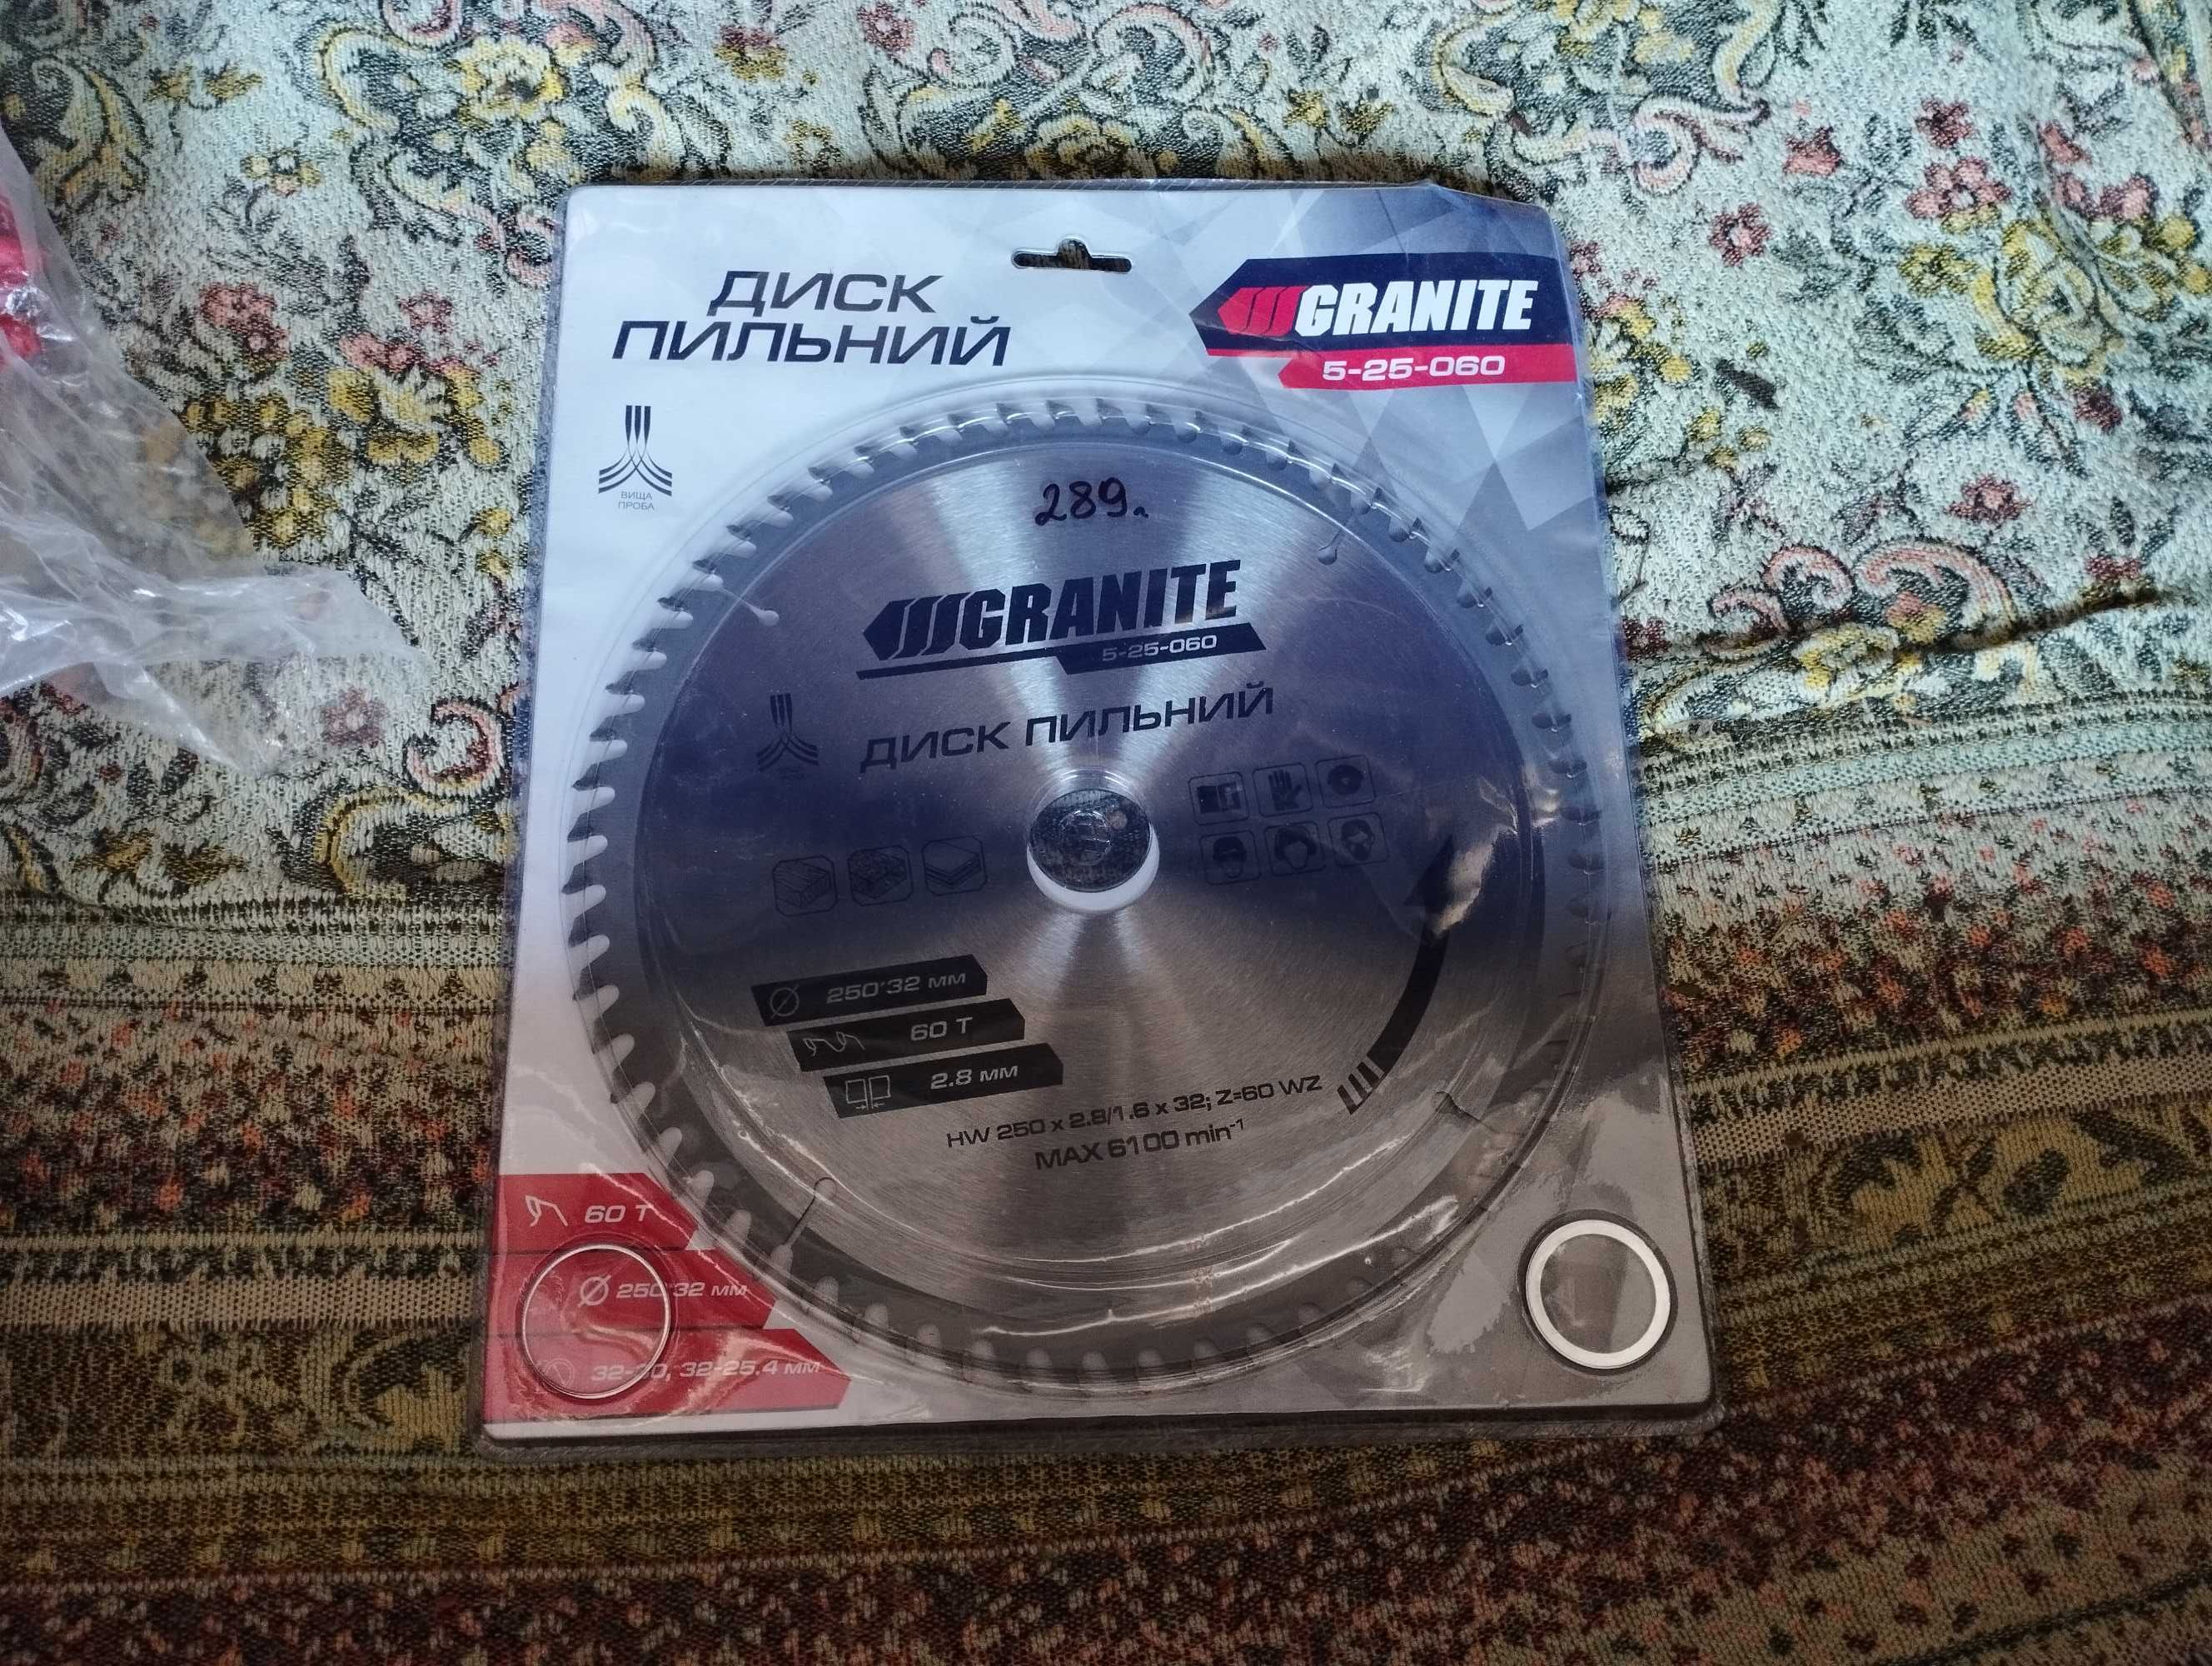 ДИСК
ПИЛЬНИЙ
GRANITE
5-25-060
ВИЩА
ПРОБА
289
GRANITE
5-25-060
ДИСК ПИЛЬНИЙ
250*32 мм
60 T
2.8 мм
HW 250 x 2.8/1.6 x 32; Z=60 WZ
MAX 6100 min⁻¹
60 T
250*32 мм
32-30, 32-25.4 мм